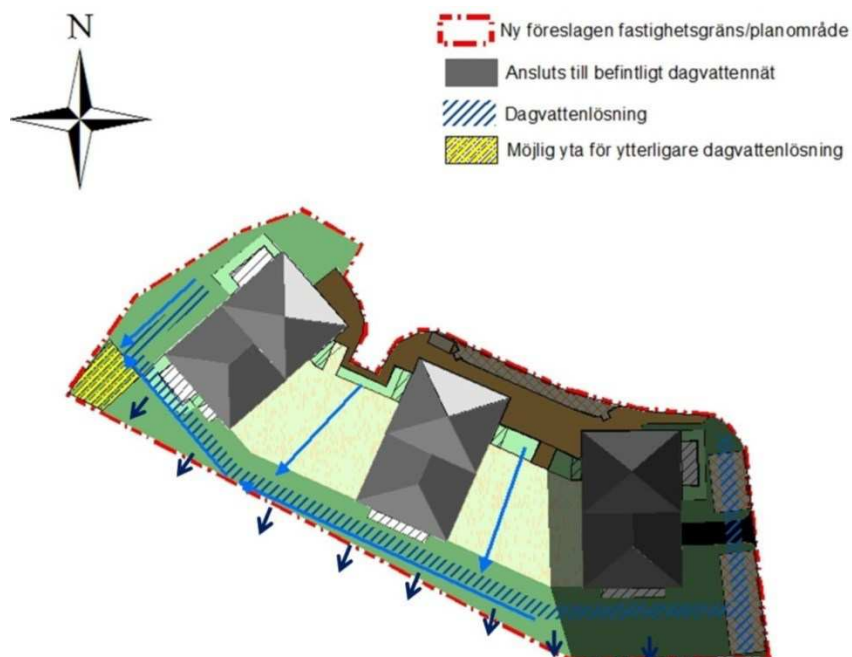 N
Ny föreslagen fastighetsgräns/planområde
Ansluts till befintligt dagvattennät
Dagvattenlösning
Möjlig yta för ytterligare dagvattenlösning